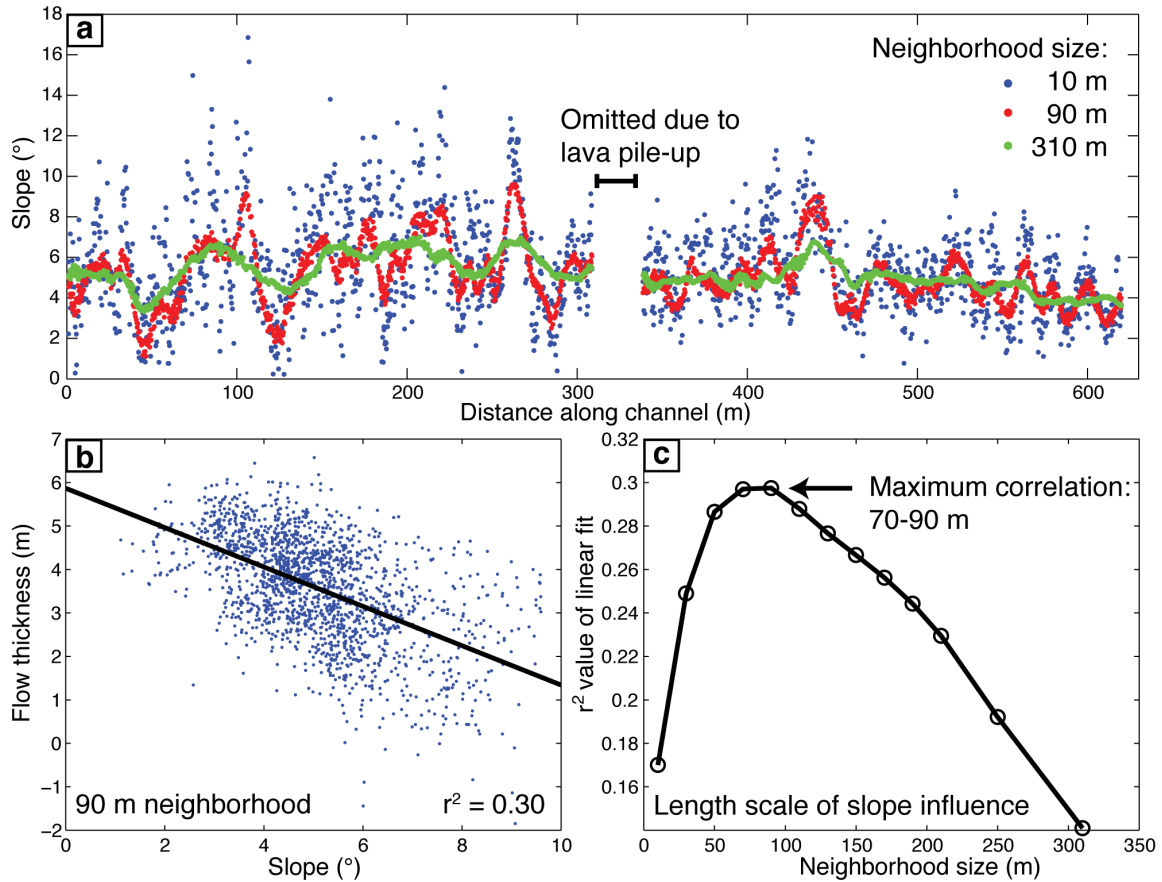 a
Neighborhood size:
10 m
90 m
310 m
Omitted due to
lava pile-up
Slope (°)
18
16
14
12
10
8
6
4
2
0
0 100 200 300 400 500 600
Distance along channel (m)
b
Flow thickness (m)
7
6
5
4
3
2
1
0
−1
−2
90 m neighborhood r² = 0.30
0 2 4 6 8 10
Slope (°)
c
r² value of linear fit
0.32
0.3
0.28
0.26
0.24
0.22
0.2
0.18
0.16
Maximum correlation:
70-90 m
Length scale of slope influence
0 50 100 150 200 250 300 350
Neighborhood size (m)